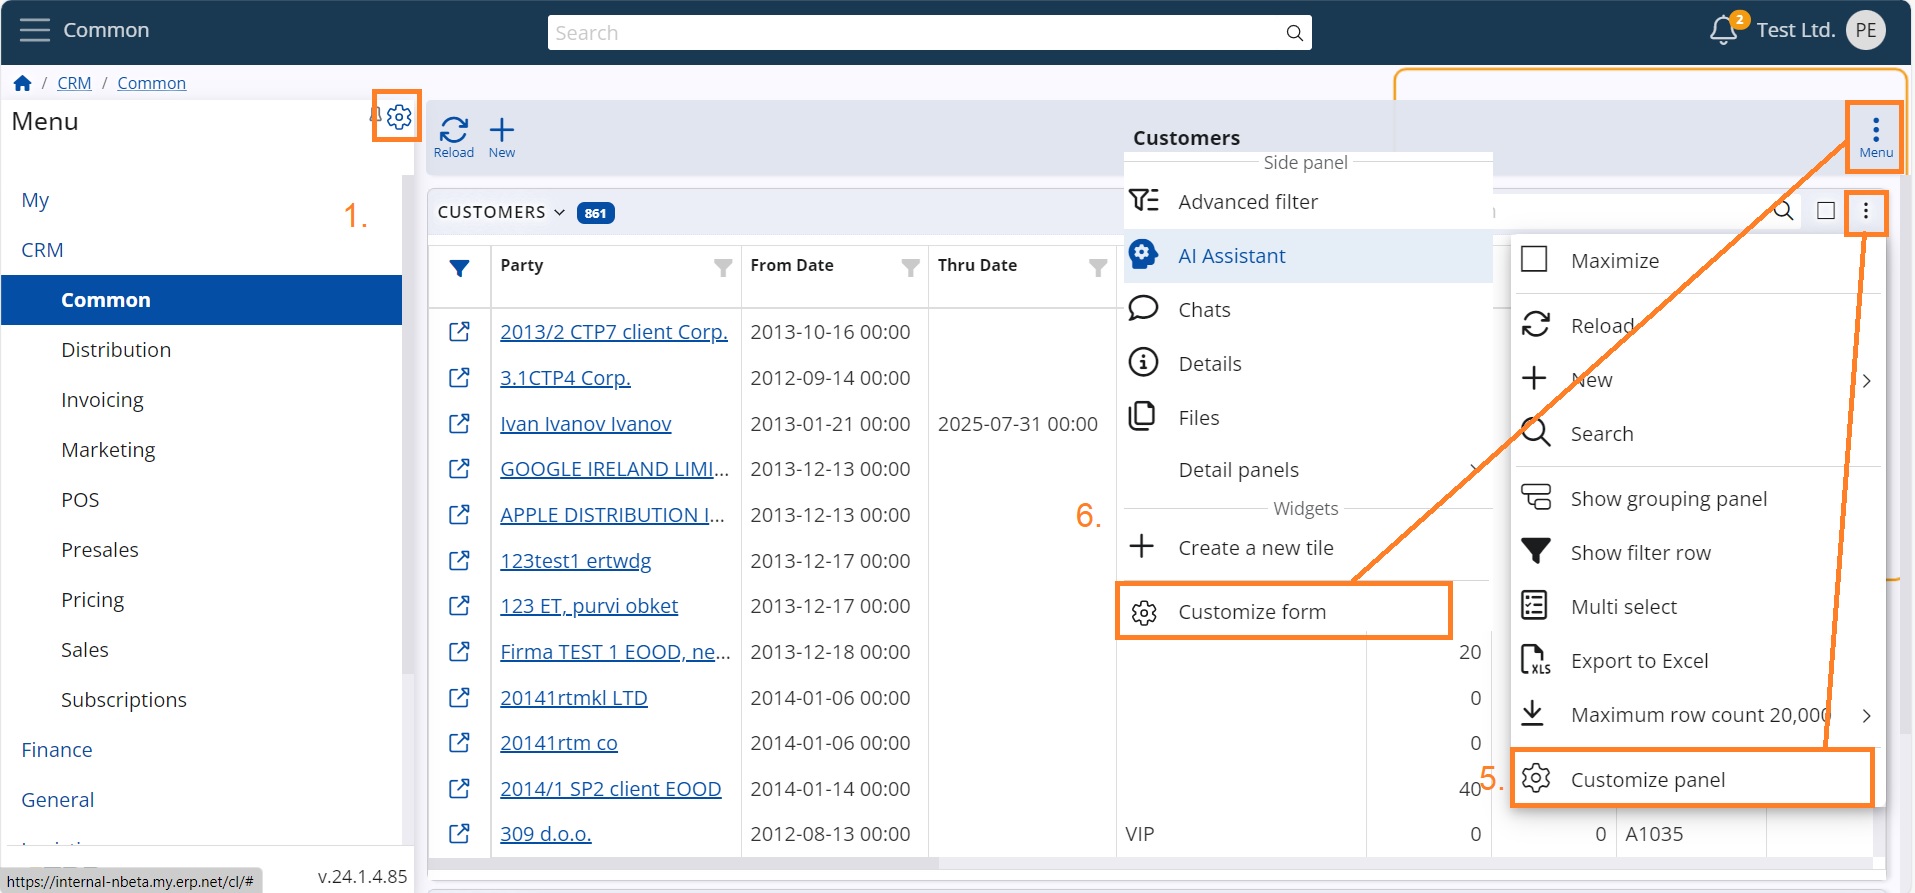 Common
Search
2
Test Ltd.
PE
/ CRM / Common
Menu
Reload
New
Customers
Menu
My
CRM
Common
Distribution
Invoicing
Marketing
POS
Presales
Pricing
Sales
Subscriptions
Finance
General
v.24.1.4.85
https://internal-nbeta.my.erp.net/cl/#
1.
CUSTOMERS 861
Party From Date Thru Date
2013/2 CTP7 client Corp. 2013-10-16 00:00
3.1CTP4 Corp. 2012-09-14 00:00
Ivan Ivanov Ivanov 2013-01-21 00:00 2025-07-31 00:00
GOOGLE IRELAND LIMI... 2013-12-13 00:00
APPLE DISTRIBUTION I... 2013-12-13 00:00
123test1 ertwdg 2013-12-17 00:00
123 ET, purvi obket 2013-12-17 00:00
Firma TEST 1 EOOD, ne... 2013-12-18 00:00 20
20141rtmkl LTD 2014-01-06 00:00 0
20141rtm co 2014-01-06 00:00 0
2014/1 SP2 client EOOD 2014-01-14 00:00 40
309 d.o.o. 2012-08-13 00:00 VIP 0 0 A1035
Side panel
Advanced filter
AI Assistant
Chats
Details
Files
Detail panels
Widgets
Create a new tile
Customize form
6.
Maximize
Reload
New
Search
Show grouping panel
Show filter row
Multi select
XLS
Export to Excel
Maximum row count 20,000
Customize panel
5.